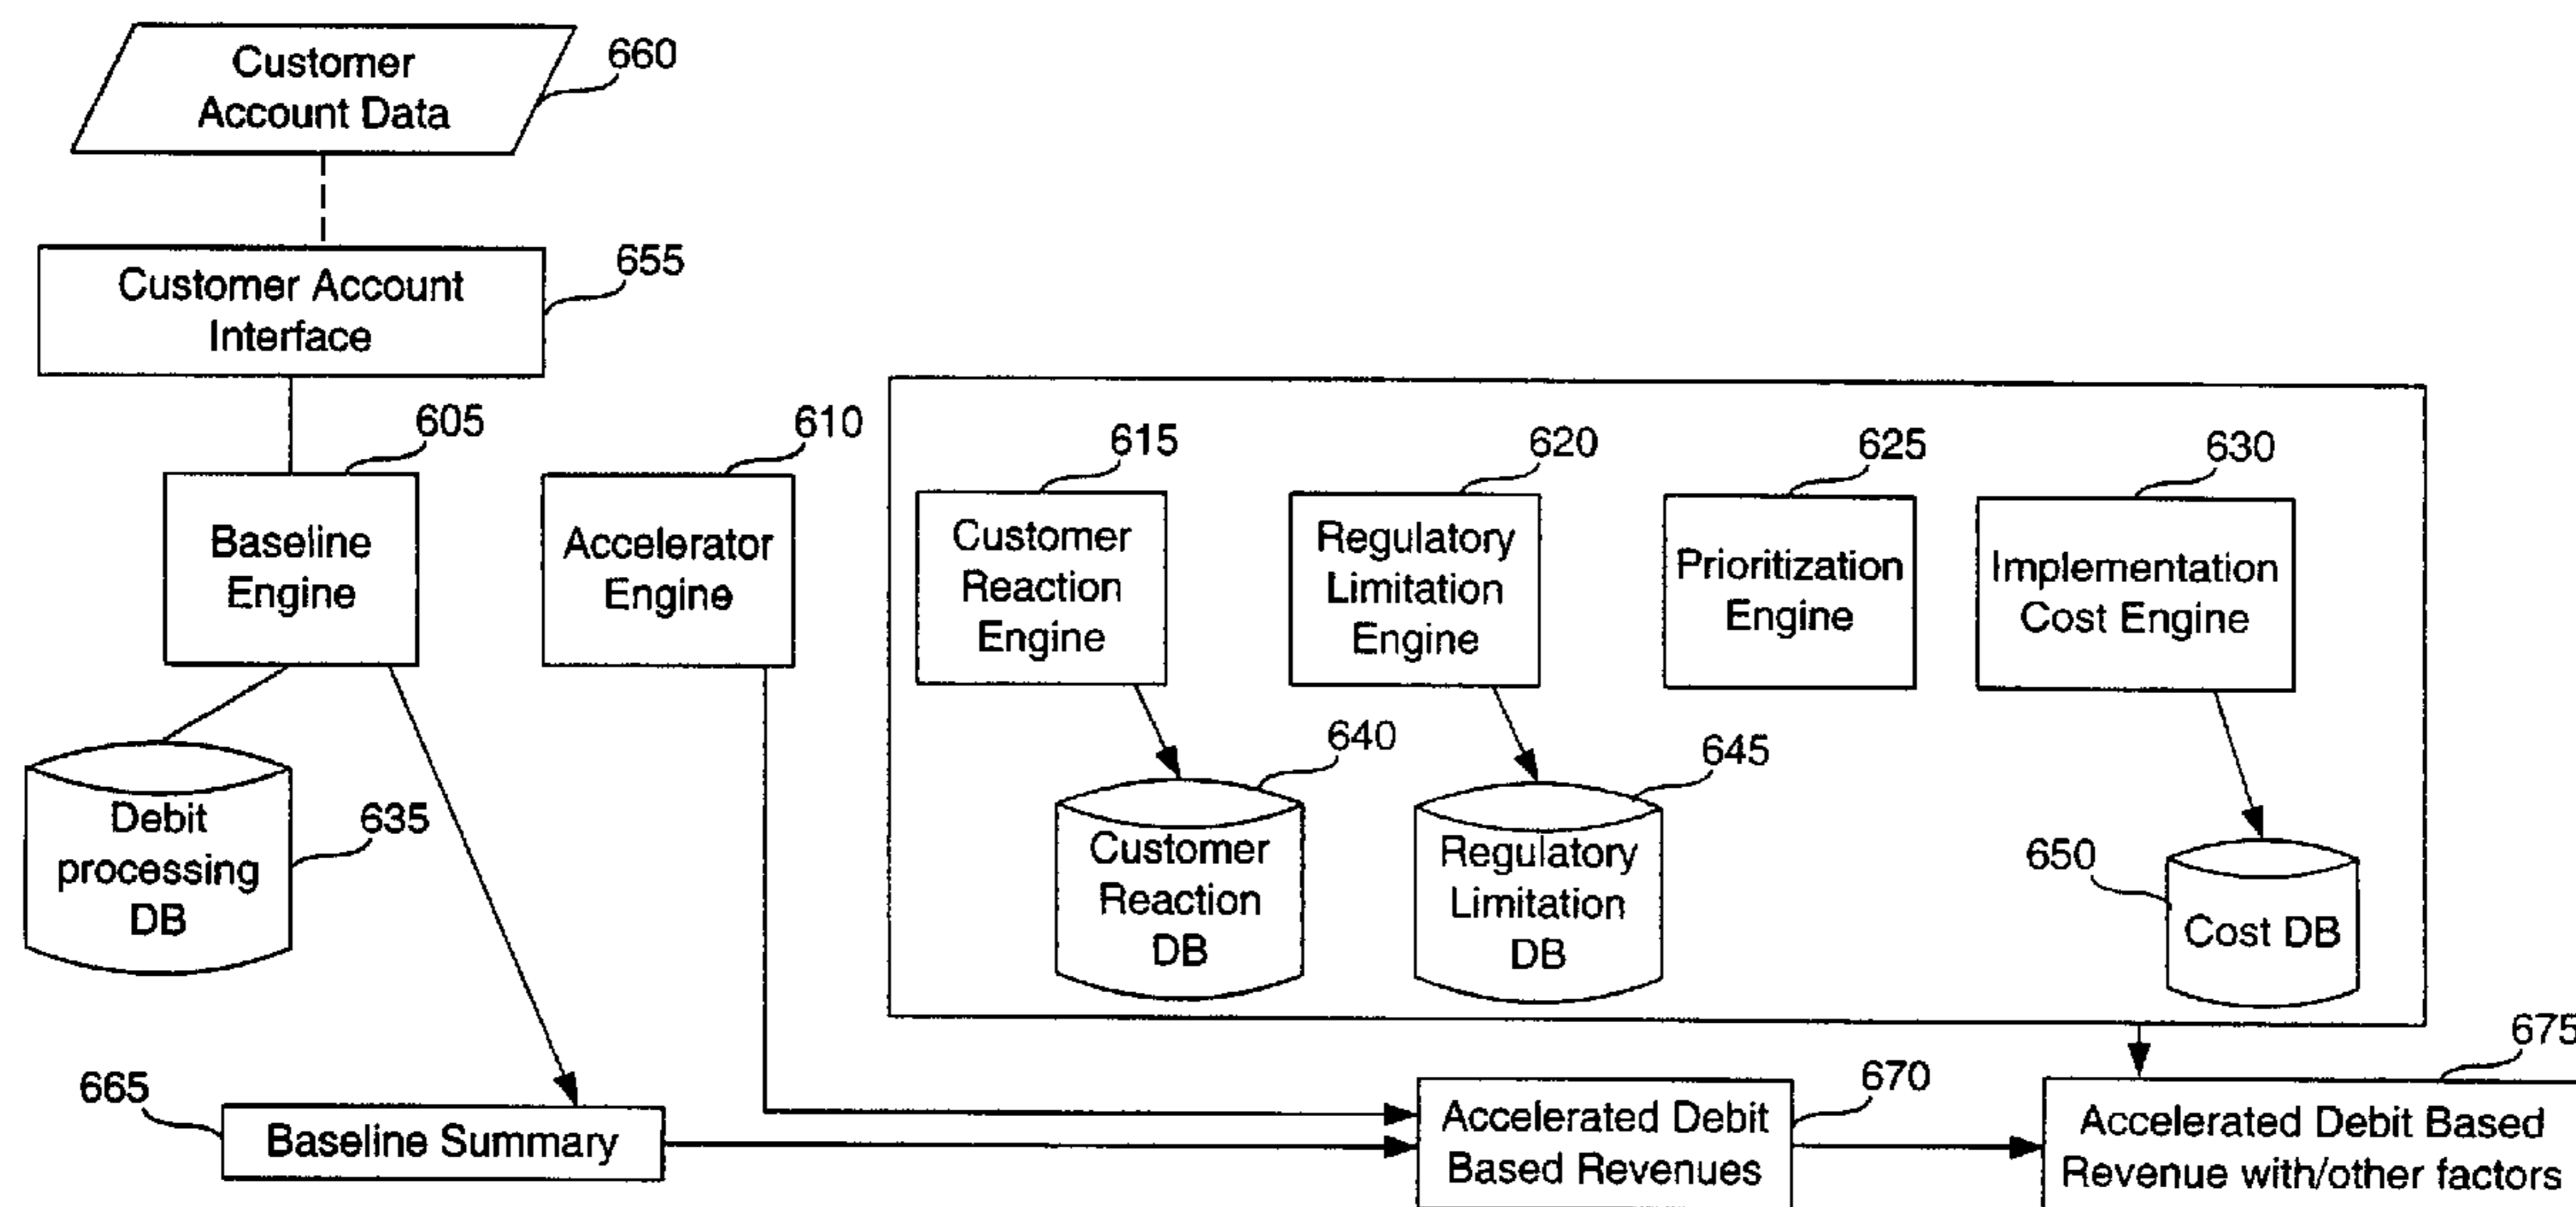 Customer
Account Data
660
Customer Account
Interface
655
605
610
615
620
625
630
Baseline
Engine
Accelerator
Engine
Customer
Reaction
Engine
Regulatory
Limitation
Engine
Prioritization
Engine
Implementation
Cost Engine
Debit
processing
DB
635
640
Customer
Reaction
DB
645
Regulatory
Limitation
DB
650
Cost DB
665
Baseline Summary
670
Accelerated Debit
Based Revenues
675
Accelerated Debit Based
Revenue with/other factors